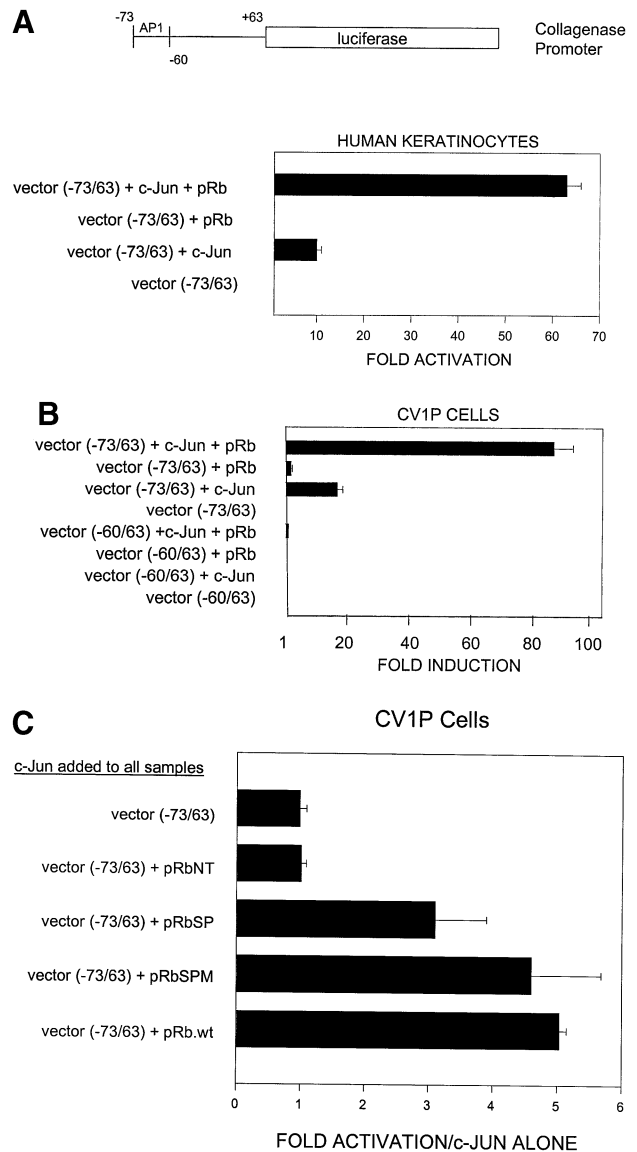 A
-73
AP1
+63
luciferase
-60
Collagenase
Promoter
HUMAN KERATINOCYTES
vector (-73/63) + c-Jun + pRb
vector (-73/63) + pRb
vector (-73/63) + c-Jun
vector (-73/63)
10 20 30 40 50 60 70
FOLD ACTIVATION
B
CV1P CELLS
vector (-73/63) + c-Jun + pRb
vector (-73/63) + pRb
vector (-73/63) + c-Jun
vector (-73/63)
vector (-60/63) +c-Jun + pRb
vector (-60/63) + pRb
vector (-60/63) + c-Jun
vector (-60/63)
1 20 40 60 80 100
FOLD INDUCTION
C
CV1P Cells
c-Jun added to all samples
vector (-73/63)
vector (-73/63) + pRbNT
vector (-73/63) + pRbSP
vector (-73/63) + pRbSPM
vector (-73/63) + pRb.wt
0 1 2 3 4 5 6
FOLD ACTIVATION/c-JUN ALONE